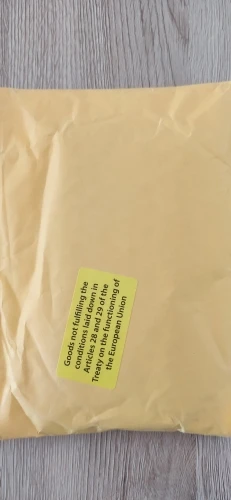 Goods not fulfilling the
conditions laid down in
Articles 28 and 29 of the
Treaty on the functioning of
the European Union